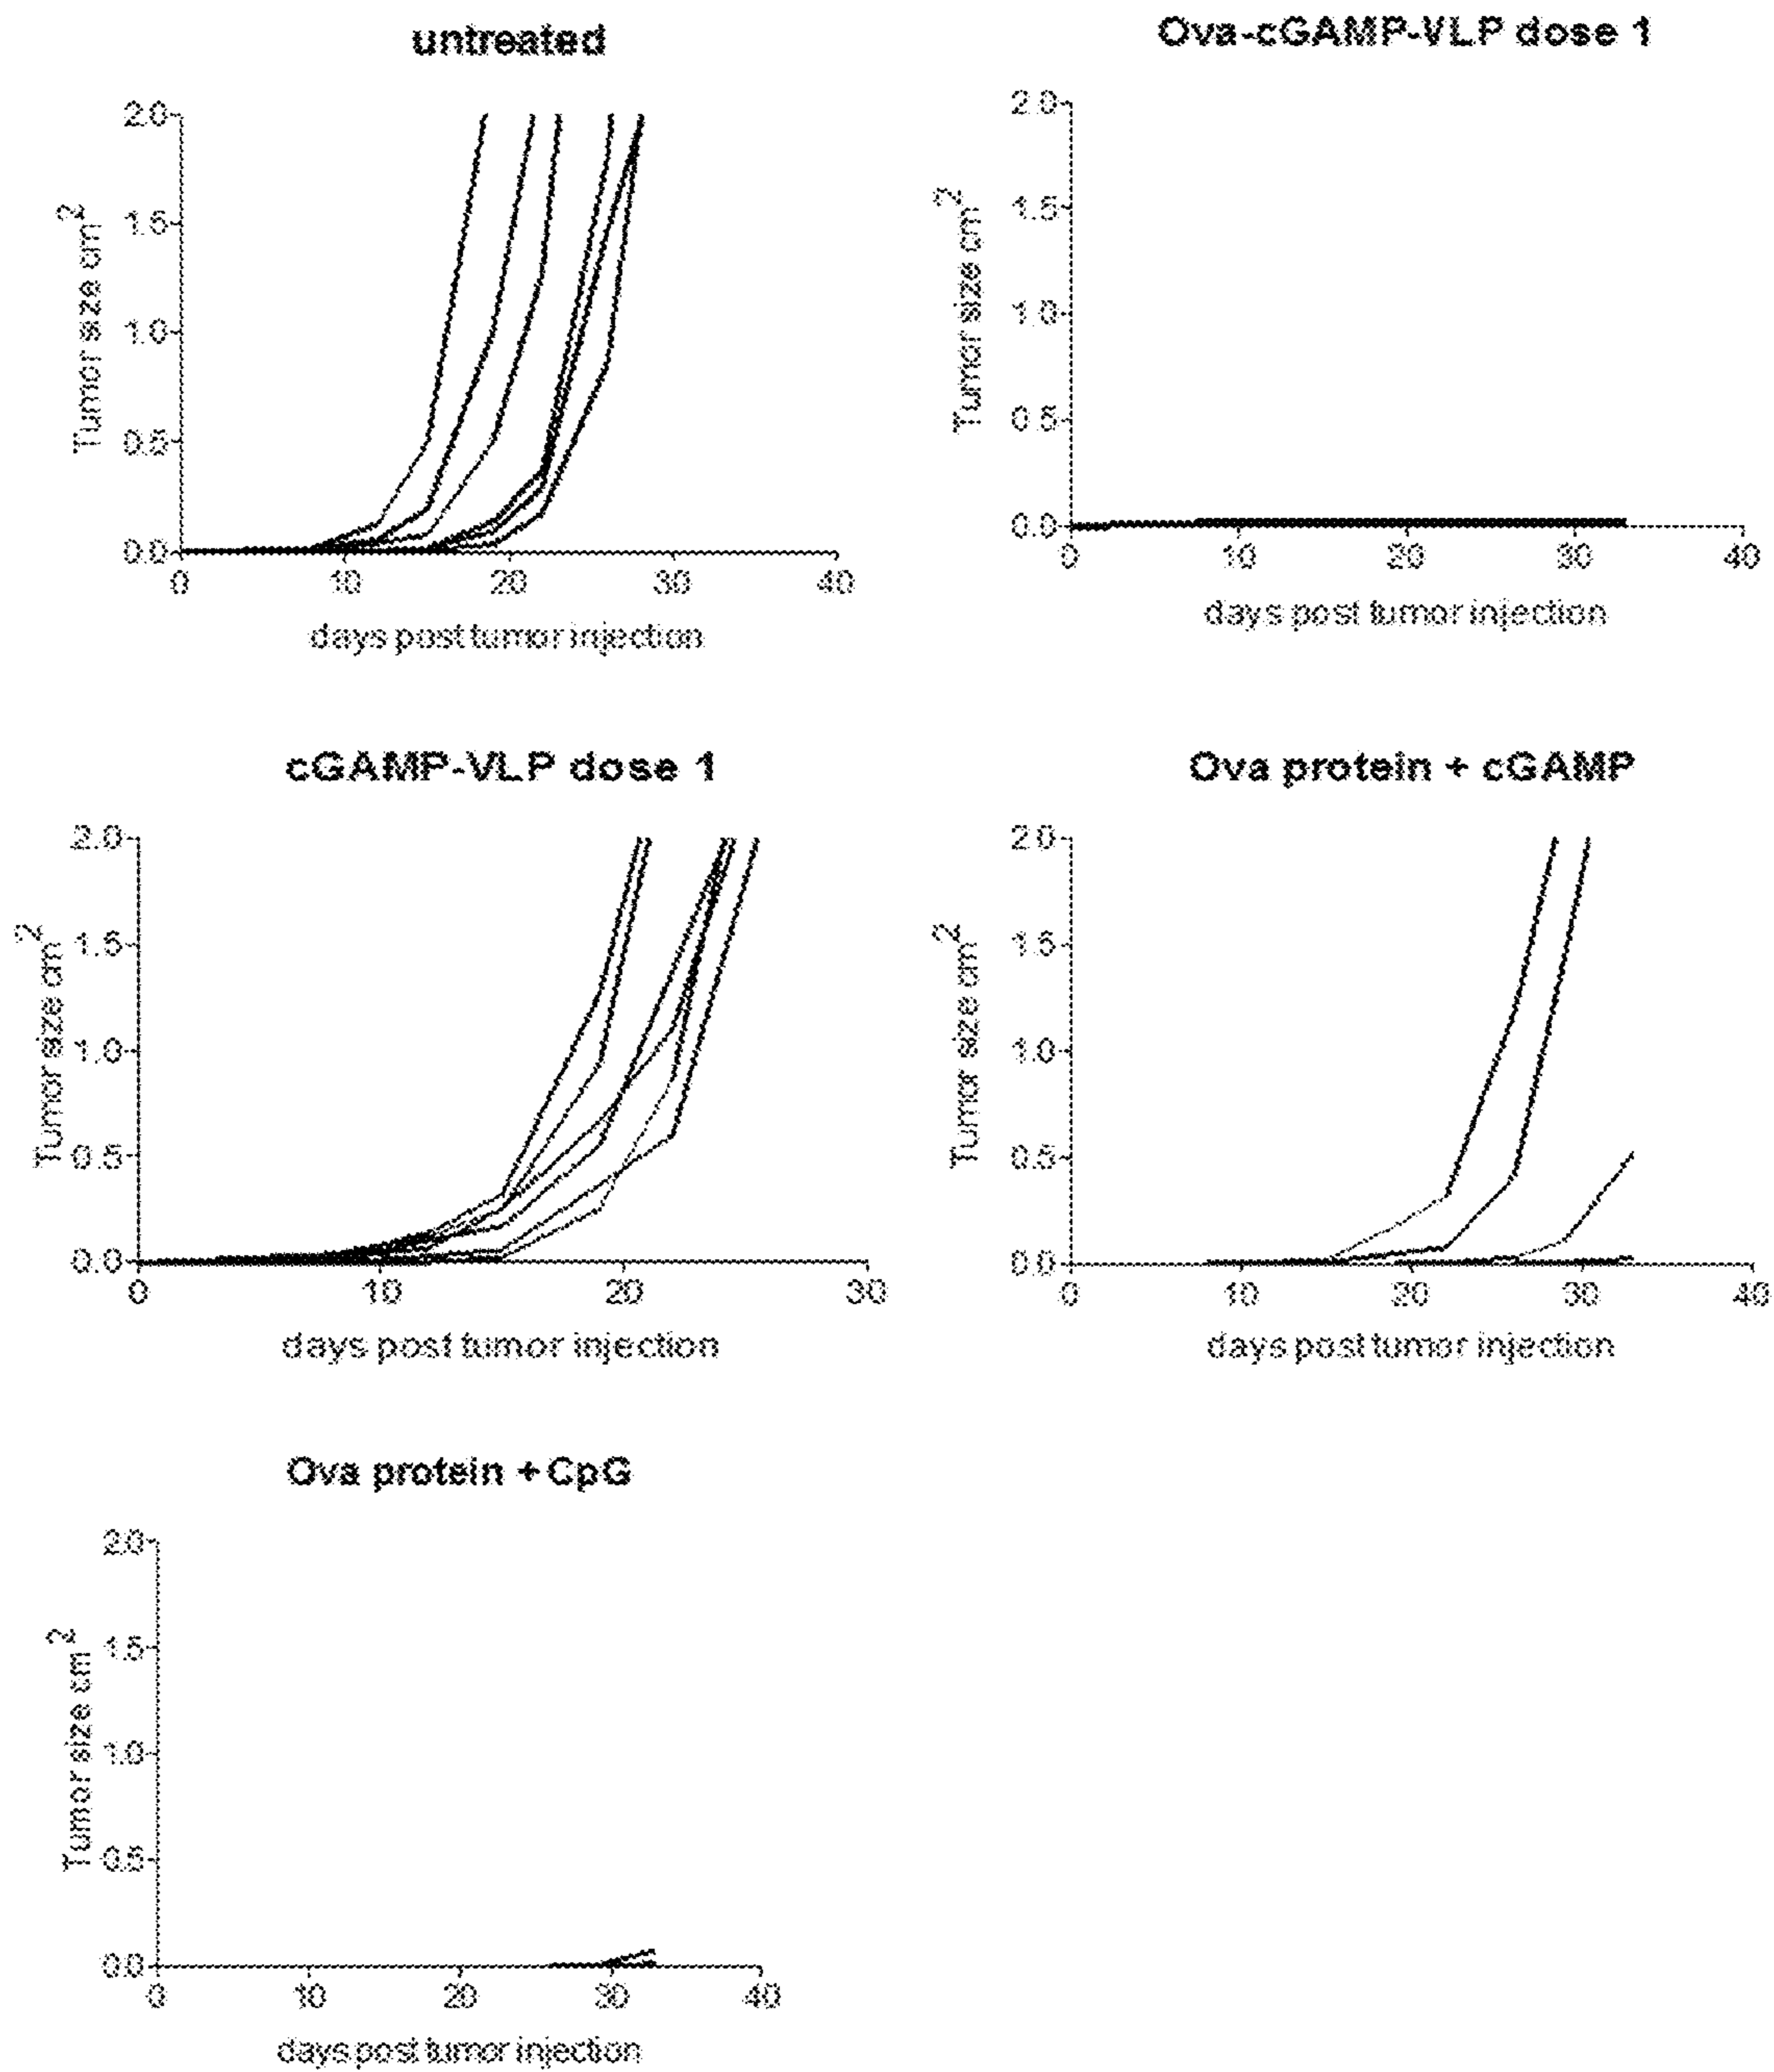 untreated
2.0
1.5
1.0
0.5
0.0
Tumor size cm²
0 10 20 30 40
days post tumor injection
Ova-cGAMP-VLP dose 1
2.0
1.5
1.0
0.5
0.0
Tumor size cm²
0 10 20 30 40
days post tumor injection
cGAMP-VLP dose 1
2.0
1.5
1.0
0.5
0.0
Tumor size cm²
0 10 20 30
days post tumor injection
Ova protein + cGAMP
2.0
1.5
1.0
0.5
0.0
Tumor size cm²
0 10 20 30 40
days post tumor injection
Ova protein + CpG
2.0
1.5
1.0
0.5
0.0
Tumor size cm²
0 10 20 30 40
days post tumor injection